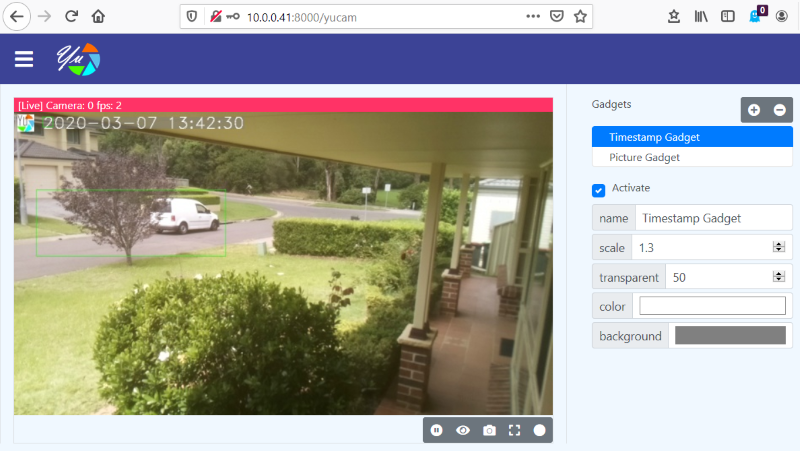 0
10.0.0.41:8000/yucam
Yu
[Live] Camera: 0 fps: 2
YU 2020-03-07 13:42:30
Gadgets
Timestamp Gadget
Picture Gadget
Activate
name Timestamp Gadget
scale 1.3
transparent 50
color
background